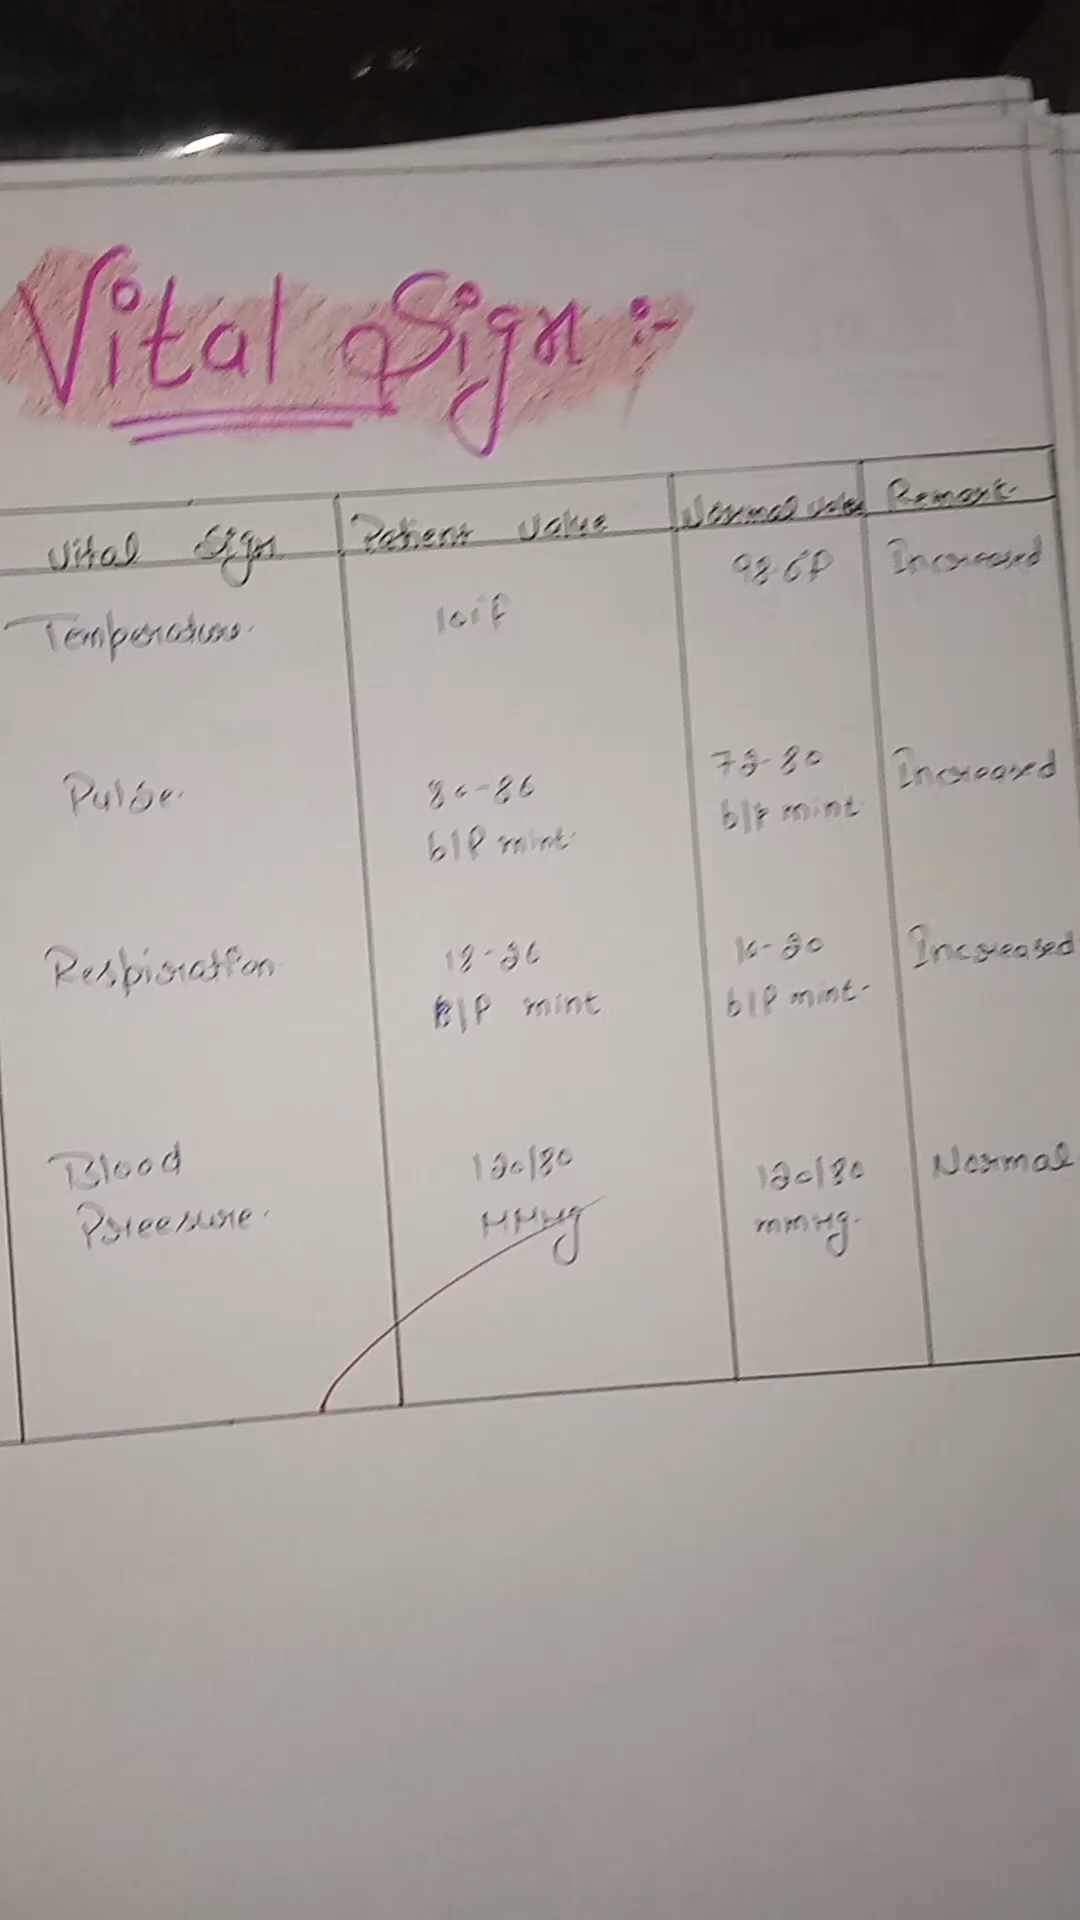 Vital Sign :-
Vital Sign Patient Value Normal value Remark
Temperature 101F 98.6F Increased
Pulse 80-86 72-80 Increased
b/P mint b/P mint
Respiration 18-26 16-20 Increased
b/P mint b/P mint
Blood 120/80 120/80 Normal
Preesure MMHg mmHg